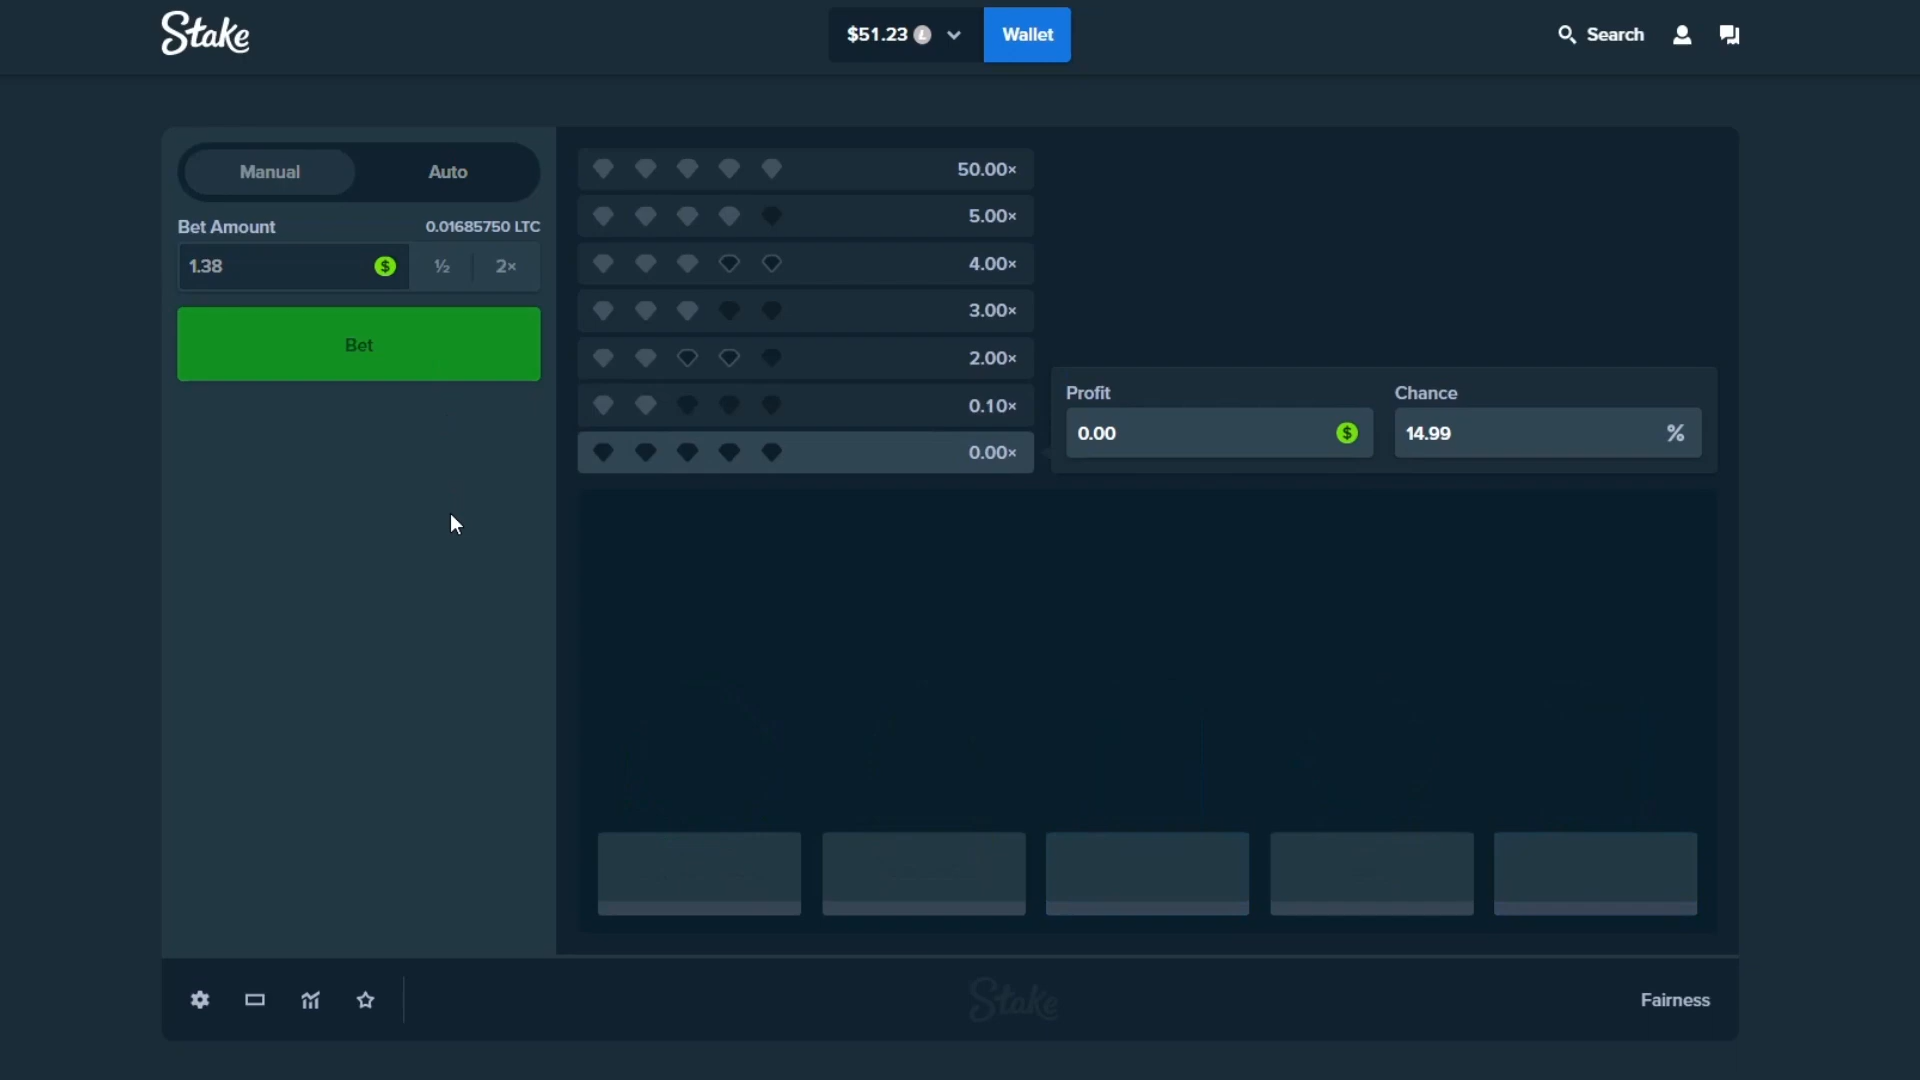 Stake
$51.23
Wallet
Search
Manual
Auto
Bet Amount
0.01685750 LTC
1.38
$
½
2×
Bet
50.00×
5.00×
4.00×
3.00×
2.00×
0.10×
0.00×
Profit
Chance
0.00
$
14.99
%
Stake
Fairness